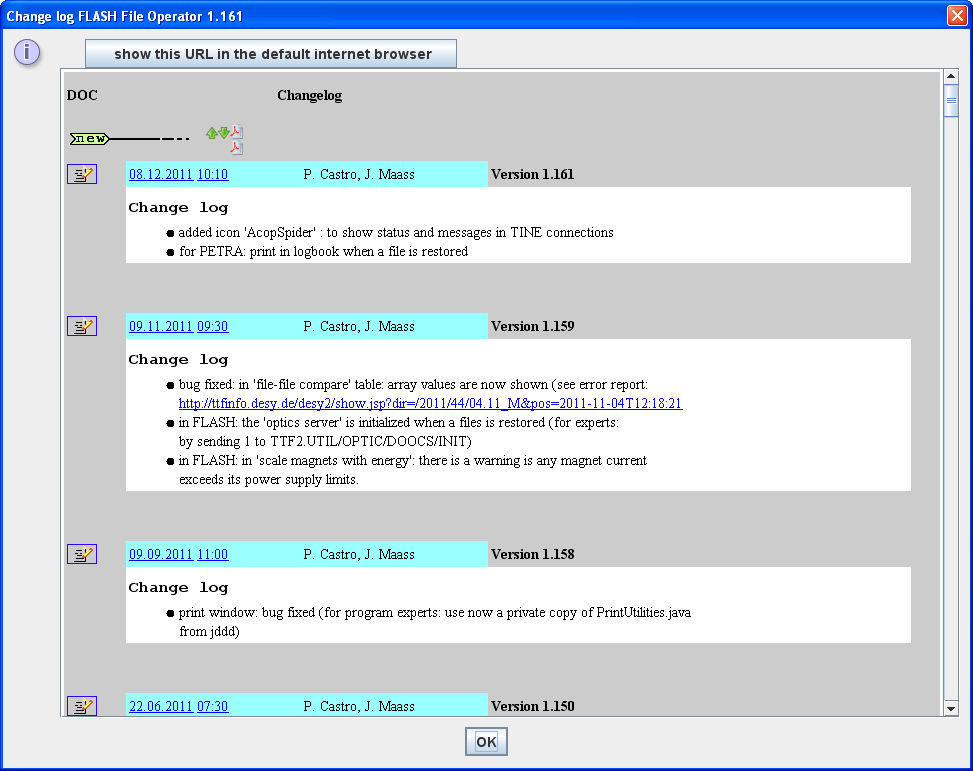 Change log FLASH File Operator 1.161
show this URL in the default internet browser
DOC Changelog
new
08.12.2011 10:10 P. Castro, J. Maass Version 1.161
Change log
● added icon 'AcopSpider' : to show status and messages in TINE connections
● for PETRA: print in logbook when a file is restored
09.11.2011 09:30 P. Castro, J. Maass Version 1.159
Change log
● bug fixed: in 'file-file compare' table: array values are now shown (see error report:
http://ttfinfo.desy.de/desy2/show.jsp?dir=/2011/44/04.11_M&pos=2011-11-04T12:18:21
● in FLASH: the 'optics server' is initialized when a files is restored (for experts:
by sending 1 to TTF2.UTIL/OPTIC/DOOCS/INIT)
● in FLASH: in 'scale magnets with energy': there is a warning is any magnet current
exceeds its power supply limits.
09.09.2011 11:00 P. Castro, J. Maass Version 1.158
Change log
● print window: bug fixed (for program experts: use now a private copy of PrintUtilities.java
from jddd)
22.06.2011 07:30 P. Castro, J. Maass Version 1.150
OK